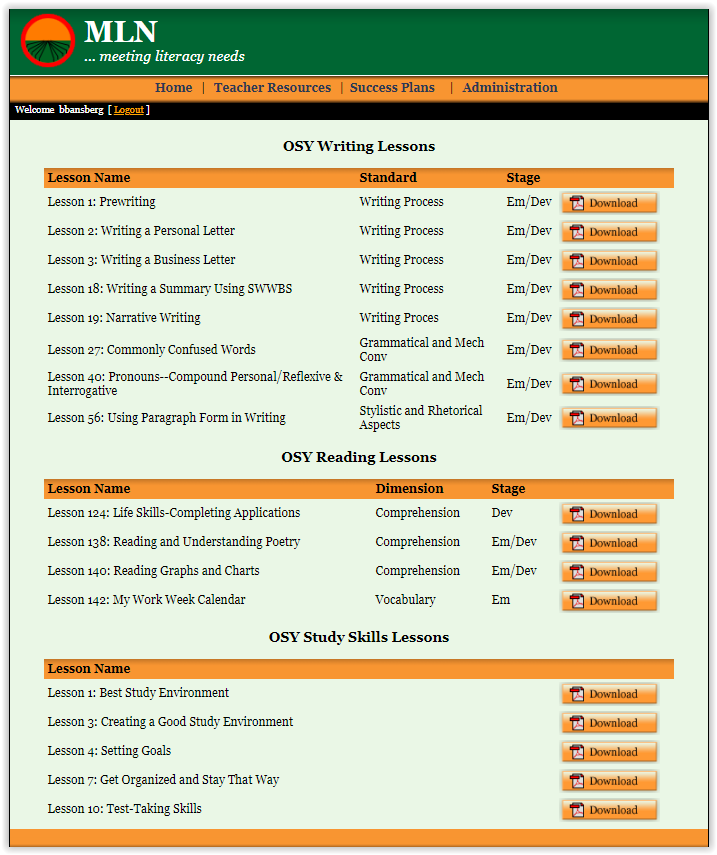 MLN
... meeting literacy needs
Home | Teacher Resources | Success Plans | Administration
Welcome bbansberg [ Logout ]
OSY Writing Lessons
Lesson Name Standard Stage
Lesson 1: Prewriting Writing Process Em/Dev Download
Lesson 2: Writing a Personal Letter Writing Process Em/Dev Download
Lesson 3: Writing a Business Letter Writing Process Em/Dev Download
Lesson 18: Writing a Summary Using SWWBS Writing Process Em/Dev Download
Lesson 19: Narrative Writing Writing Proces Em/Dev Download
Lesson 27: Commonly Confused Words Grammatical and Mech Em/Dev Download
Conv
Lesson 40: Pronouns--Compound Personal/Reflexive & Grammatical and Mech Em/Dev Download
Interrogative Conv
Lesson 56: Using Paragraph Form in Writing Stylistic and Rhetorical Em/Dev Download
Aspects
OSY Reading Lessons
Lesson Name Dimension Stage
Lesson 124: Life Skills-Completing Applications Comprehension Dev Download
Lesson 138: Reading and Understanding Poetry Comprehension Em/Dev Download
Lesson 140: Reading Graphs and Charts Comprehension Em/Dev Download
Lesson 142: My Work Week Calendar Vocabulary Em Download
OSY Study Skills Lessons
Lesson Name
Lesson 1: Best Study Environment Download
Lesson 3: Creating a Good Study Environment Download
Lesson 4: Setting Goals Download
Lesson 7: Get Organized and Stay That Way Download
Lesson 10: Test-Taking Skills Download